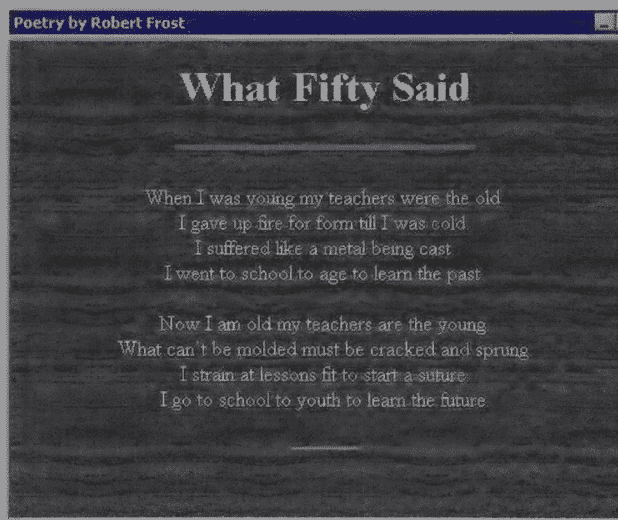 Poetry by Robert Frost
What Fifty Said
When I was young my teachers were the old
I gave up fire for form till I was cold
I suffered like a metal being cast
I went to school to age to learn the past
Now I am old my teachers are the young
What can't be molded must be cracked and sprung
I strain at lessons fit to start a suture
I go to school to youth to learn the future